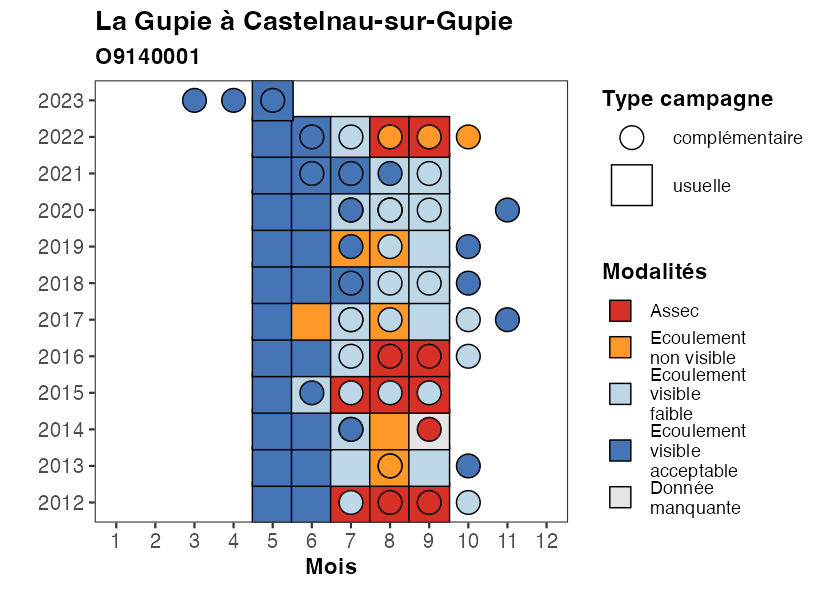 La Gupie à Castelnau-sur-Gupie
O9140001
2023
2022
2021
2020
2019
2018
2017
2016
2015
2014
2013
2012
1 2 3 4 5 6 7 8 9 10 11 12
Mois
Type campagne
complémentaire
usuelle
Modalités
Assec
Ecoulement
non visible
Ecoulement
visible
faible
Ecoulement
visible
acceptable
Donnée
manquante